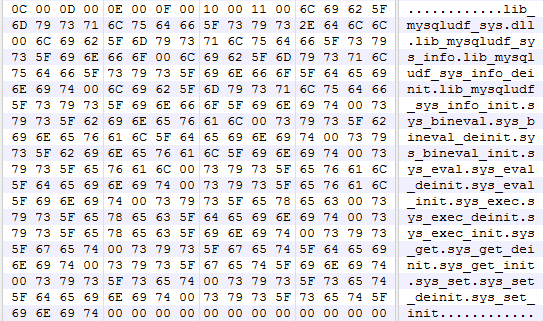 0C 00 0D 00 0E 00 0F 00 10 00 11 00 6C 69 62 5F ............lib_
6D 79 73 71 6C 75 64 66 5F 73 79 73 2E 64 6C 6C mysqludf_sys.dll
00 6C 69 62 5F 6D 79 73 71 6C 75 64 66 5F 73 79 .lib_mysqludf_sy
73 5F 69 6E 66 6F 00 6C 69 62 5F 6D 79 73 71 6C s_info.lib_mysql
75 64 66 5F 73 79 73 5F 69 6E 66 6F 5F 64 65 69 udf_sys_info_dei
6E 69 74 00 6C 69 62 5F 6D 79 73 71 6C 75 64 66 nit.lib_mysqludf
5F 73 79 73 5F 69 6E 66 6F 5F 69 6E 69 74 00 73 _sys_info_init.s
79 73 5F 62 69 6E 65 76 61 6C 00 73 79 73 5F 62 ys_bineval.sys_b
69 6E 65 76 61 6C 5F 64 65 69 6E 69 74 00 73 79 ineval_deinit.sy
73 5F 62 69 6E 65 76 61 6C 5F 69 6E 69 74 00 73 s_bineval_init.s
79 73 5F 65 76 61 6C 00 73 79 73 5F 65 76 61 6C ys_eval.sys_eval
5F 64 65 69 6E 69 74 00 73 79 73 5F 65 76 61 6C _deinit.sys_eval
5F 69 6E 69 74 00 73 79 73 5F 65 78 65 63 00 73 _init.sys_exec.s
79 73 5F 65 78 65 63 5F 64 65 69 6E 69 74 00 73 ys_exec_deinit.s
79 73 5F 65 78 65 63 5F 69 6E 69 74 00 73 79 73 ys_exec_init.sys
5F 67 65 74 00 73 79 73 5F 67 65 74 5F 64 65 69 _get.sys_get_dei
6E 69 74 00 73 79 73 5F 67 65 74 5F 69 6E 69 74 nit.sys_get_init
00 73 79 73 5F 73 65 74 00 73 79 73 5F 73 65 74 .sys_set.sys_set
5F 64 65 69 6E 69 74 00 73 79 73 5F 73 65 74 5F _deinit.sys_set_
69 6E 69 74 00 00 00 00 00 00 00 00 00 00 00 00 init............